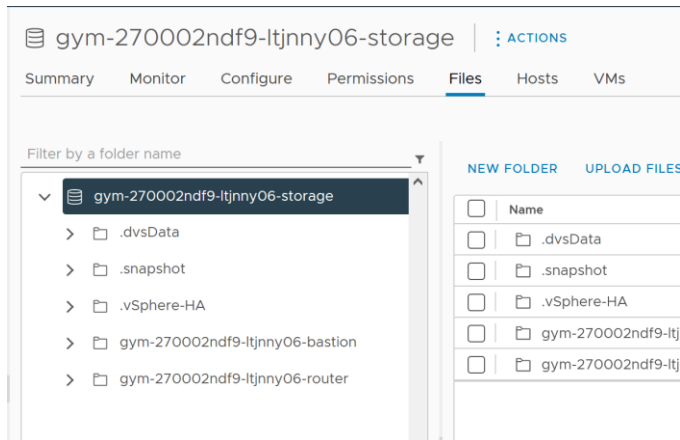 gym-270002ndf9-ltjnny06-storage
ACTIONS
Summary Monitor Configure Permissions Files Hosts VMs
Filter by a folder name
NEW FOLDER UPLOAD FILES
gym-270002ndf9-ltjnny06-storage
.dvsData
.snapshot
.vSphere-HA
gym-270002ndf9-ltjnny06-bastion
gym-270002ndf9-ltjnny06-router
Name
.dvsData
.snapshot
.vSphere-HA
gym-270002ndf9-ltj
gym-270002ndf9-ltj